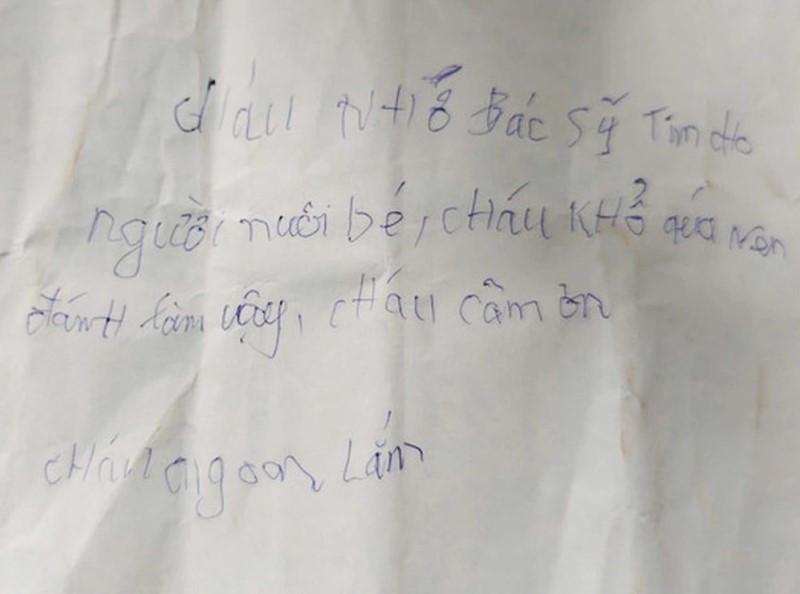 cháu NHỜ Bác Sỹ Tìm cho
người nuôi bé, cHáu KHổ quá nên
đánH làm vậy, cHáu cãm ơn
cHáu ngoan Lắm